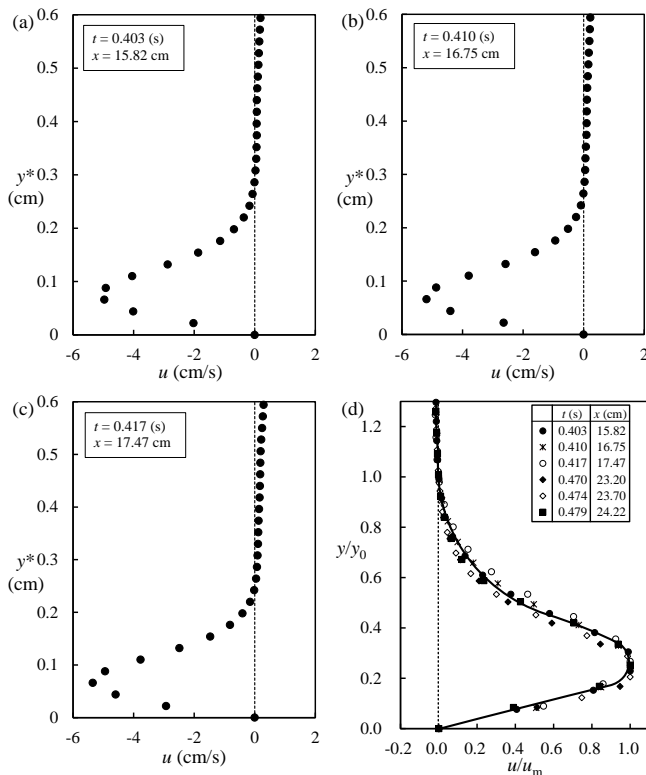 (a)
t = 0.403 (s)
x = 15.82 cm
0.6
0.5
0.4
0.3
0.2
0.1
0
y*
(cm)
-6 -4 -2 0 2
u (cm/s)
(b)
t = 0.410 (s)
x = 16.75 cm
0.6
0.5
0.4
0.3
0.2
0.1
0
y*
(cm)
-6 -4 -2 0 2
u (cm/s)
(c)
t = 0.417 (s)
x = 17.47 cm
0.6
0.5
0.4
0.3
0.2
0.1
0
y*
(cm)
-6 -4 -2 0 2
u (cm/s)
(d)
t (s) x (cm)
0.403 15.82
0.410 16.75
0.417 17.47
0.470 23.20
0.474 23.70
0.479 24.22
1.2
1.0
0.8
0.6
0.4
0.2
0.0
y/y0
-0.2 0.0 0.2 0.4 0.6 0.8 1.0
u/um